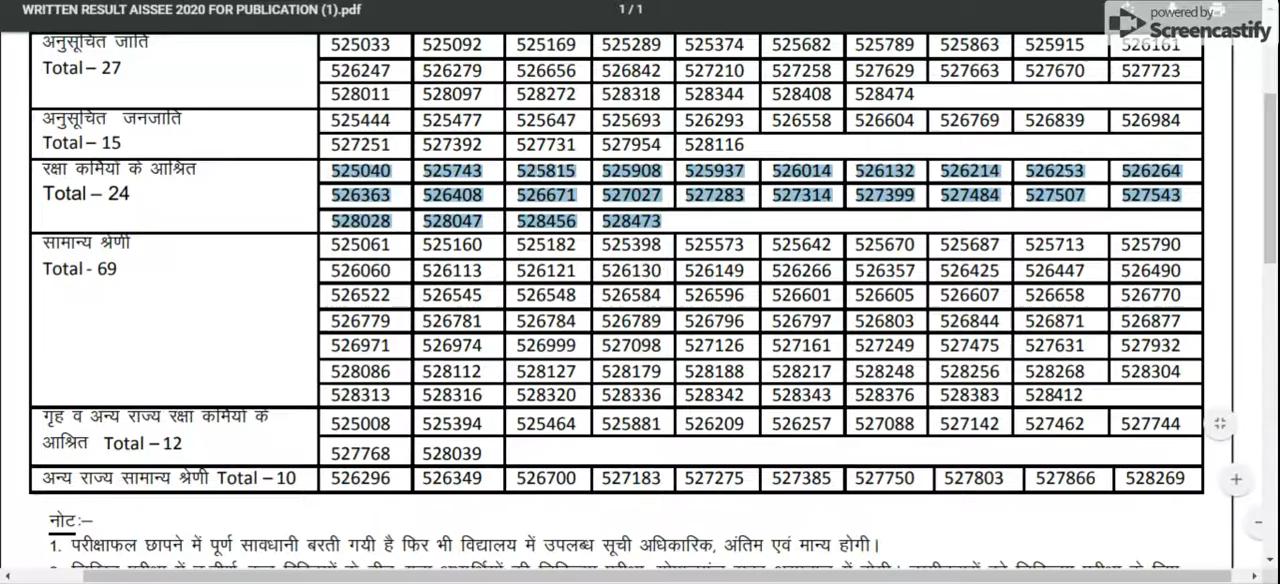 WRITTEN RESULT AISSEE 2020 FOR PUBLICATION (1).pdf 1 / 1
powered by
Screencastify
अनुसूचित जाति 525033 525092 525169 525289 525374 525682 525789 525863 525915 526161
Total – 27 526247 526279 526656 526842 527210 527258 527629 527663 527670 527723
528011 528097 528272 528318 528344 528408 528474
अनुसूचित जनजाति 525444 525477 525647 525693 526293 526558 526604 526769 526839 526984
Total – 15 527251 527392 527731 527954 528116
रक्षा कर्मियों के आश्रित 525040 525743 525815 525908 525937 526014 526132 526214 526253 526264
Total – 24 526363 526408 526671 527027 527283 527314 527399 527484 527507 527543
528028 528047 528456 528473
सामान्य श्रेणी 525061 525160 525182 525398 525573 525642 525670 525687 525713 525790
Total - 69 526060 526113 526121 526130 526149 526266 526357 526425 526447 526490
526522 526545 526548 526584 526596 526601 526605 526607 526658 526770
526779 526781 526784 526789 526796 526797 526803 526844 526871 526877
526971 526974 526999 527098 527126 527161 527249 527475 527631 527932
528086 528112 528127 528179 528188 528217 528248 528256 528268 528304
528313 528316 528320 528336 528342 528343 528376 528383 528412
गृह व अन्य राज्य रक्षा कर्मियों के 525008 525394 525464 525881 526209 526257 527088 527142 527462 527744
आश्रित Total – 12 527768 528039
अन्य राज्य सामान्य श्रेणी Total – 10 526296 526349 526700 527183 527275 527385 527750 527803 527866 528269
नोटः–
1. परीक्षाफल छापने में पूर्ण सावधानी बरती गयी है फिर भी विद्यालय में उपलब्ध सूची अधिकारिक, अंतिम एवं मान्य होगी।